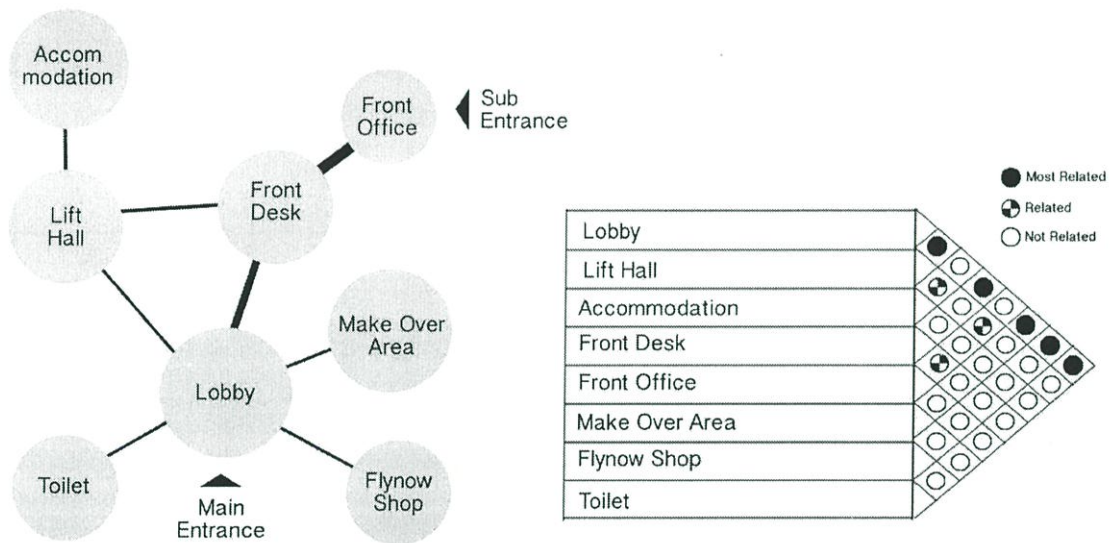 Accom
modation
Front
Office
Sub
Entrance
Front
Desk
Lift
Hall
Make Over
Area
Lobby
Toilet
Flynow
Shop
Main
Entrance
Most Related
Related
Not Related
Lobby
Lift Hall
Accommodation
Front Desk
Front Office
Make Over Area
Flynow Shop
Toilet